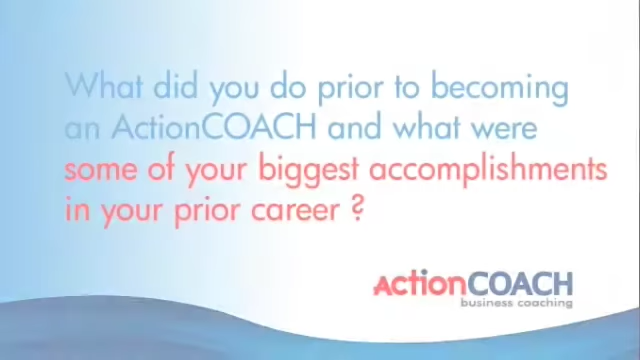 What did you do prior to becoming
an ActionCOACH and what were
some of your biggest accomplishments
in your prior career ?
ActionCOACH
business coaching